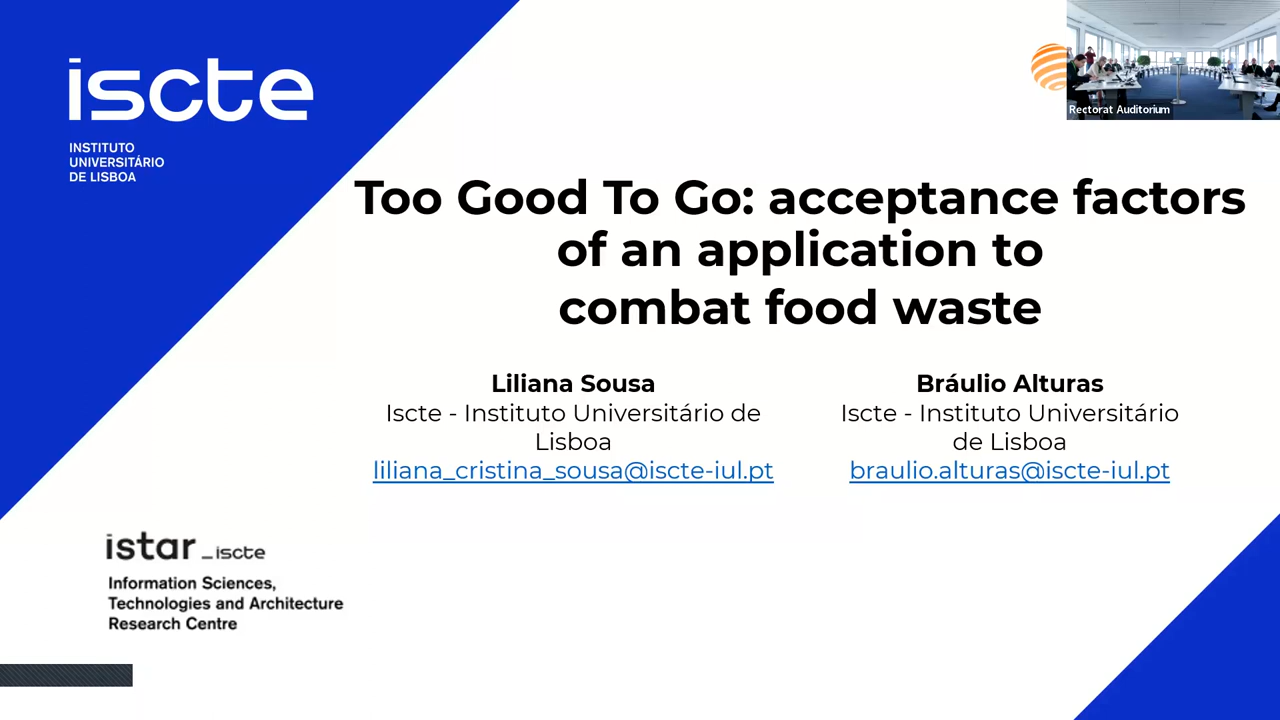 iscte
INSTITUTO
UNIVERSITÁRIO
DE LISBOA
Rectorat Auditorium
Too Good To Go: acceptance factors
of an application to
combat food waste
Liliana Sousa
Iscte - Instituto Universitário de
Lisboa
liliana_cristina_sousa@iscte-iul.pt
Bráulio Alturas
Iscte - Instituto Universitário
de Lisboa
braulio.alturas@iscte-iul.pt
istar_iscte
Information Sciences,
Technologies and Architecture
Research Centre